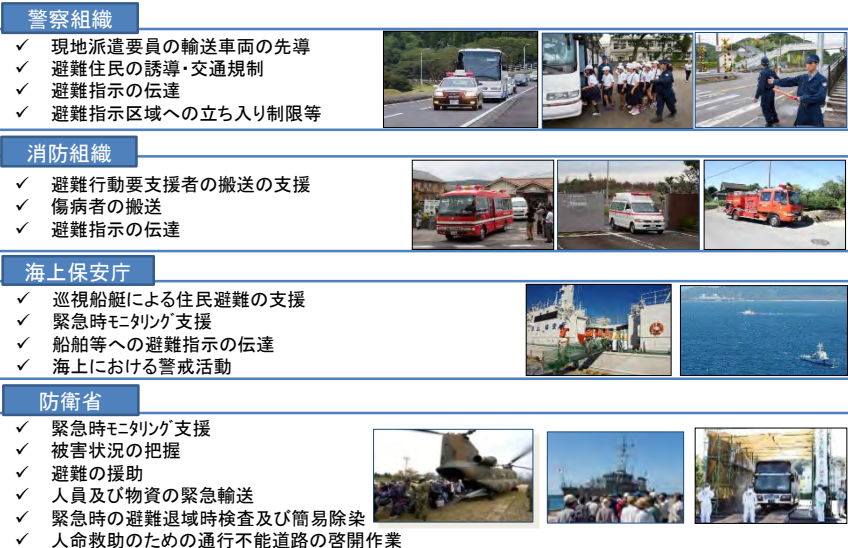 警察組織
✓ 現地派遣要員の輸送車両の先導
✓ 避難住民の誘導・交通規制
✓ 避難指示の伝達
✓ 避難指示区域への立ち入り制限等
消防組織
✓ 避難行動要支援者の搬送の支援
✓ 傷病者の搬送
✓ 避難指示の伝達
海上保安庁
✓ 巡視船艇による住民避難の支援
✓ 緊急時ﾓﾆﾀﾘﾝｸﾞ支援
✓ 船舶等への避難指示の伝達
✓ 海上における警戒活動
防衛省
✓ 緊急時ﾓﾆﾀﾘﾝｸﾞ支援
✓ 被害状況の把握
✓ 避難の援助
✓ 人員及び物資の緊急輸送
✓ 緊急時の避難退域時検査及び簡易除染
✓ 人命救助のための通行不能道路の啓開作業